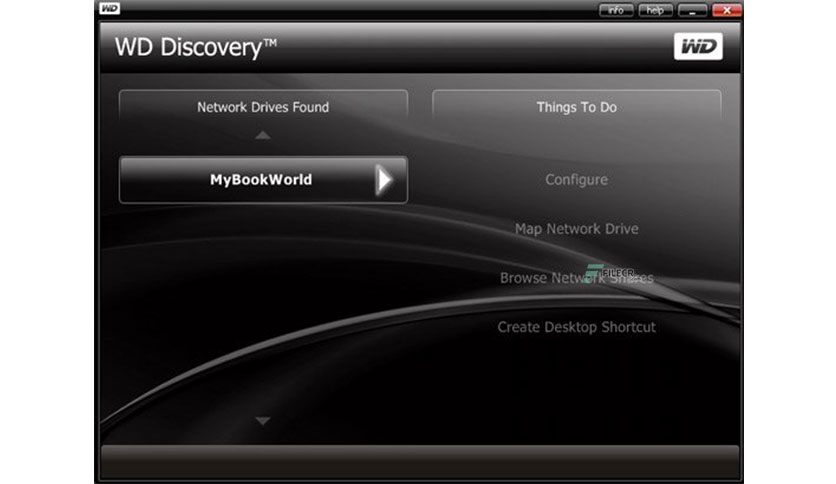 WD
info
help
WD Discovery™
WD
Network Drives Found
Things To Do
MyBookWorld
Configure
Map Network Drive
Browse Network Shares
FILECR
Create Desktop Shortcut